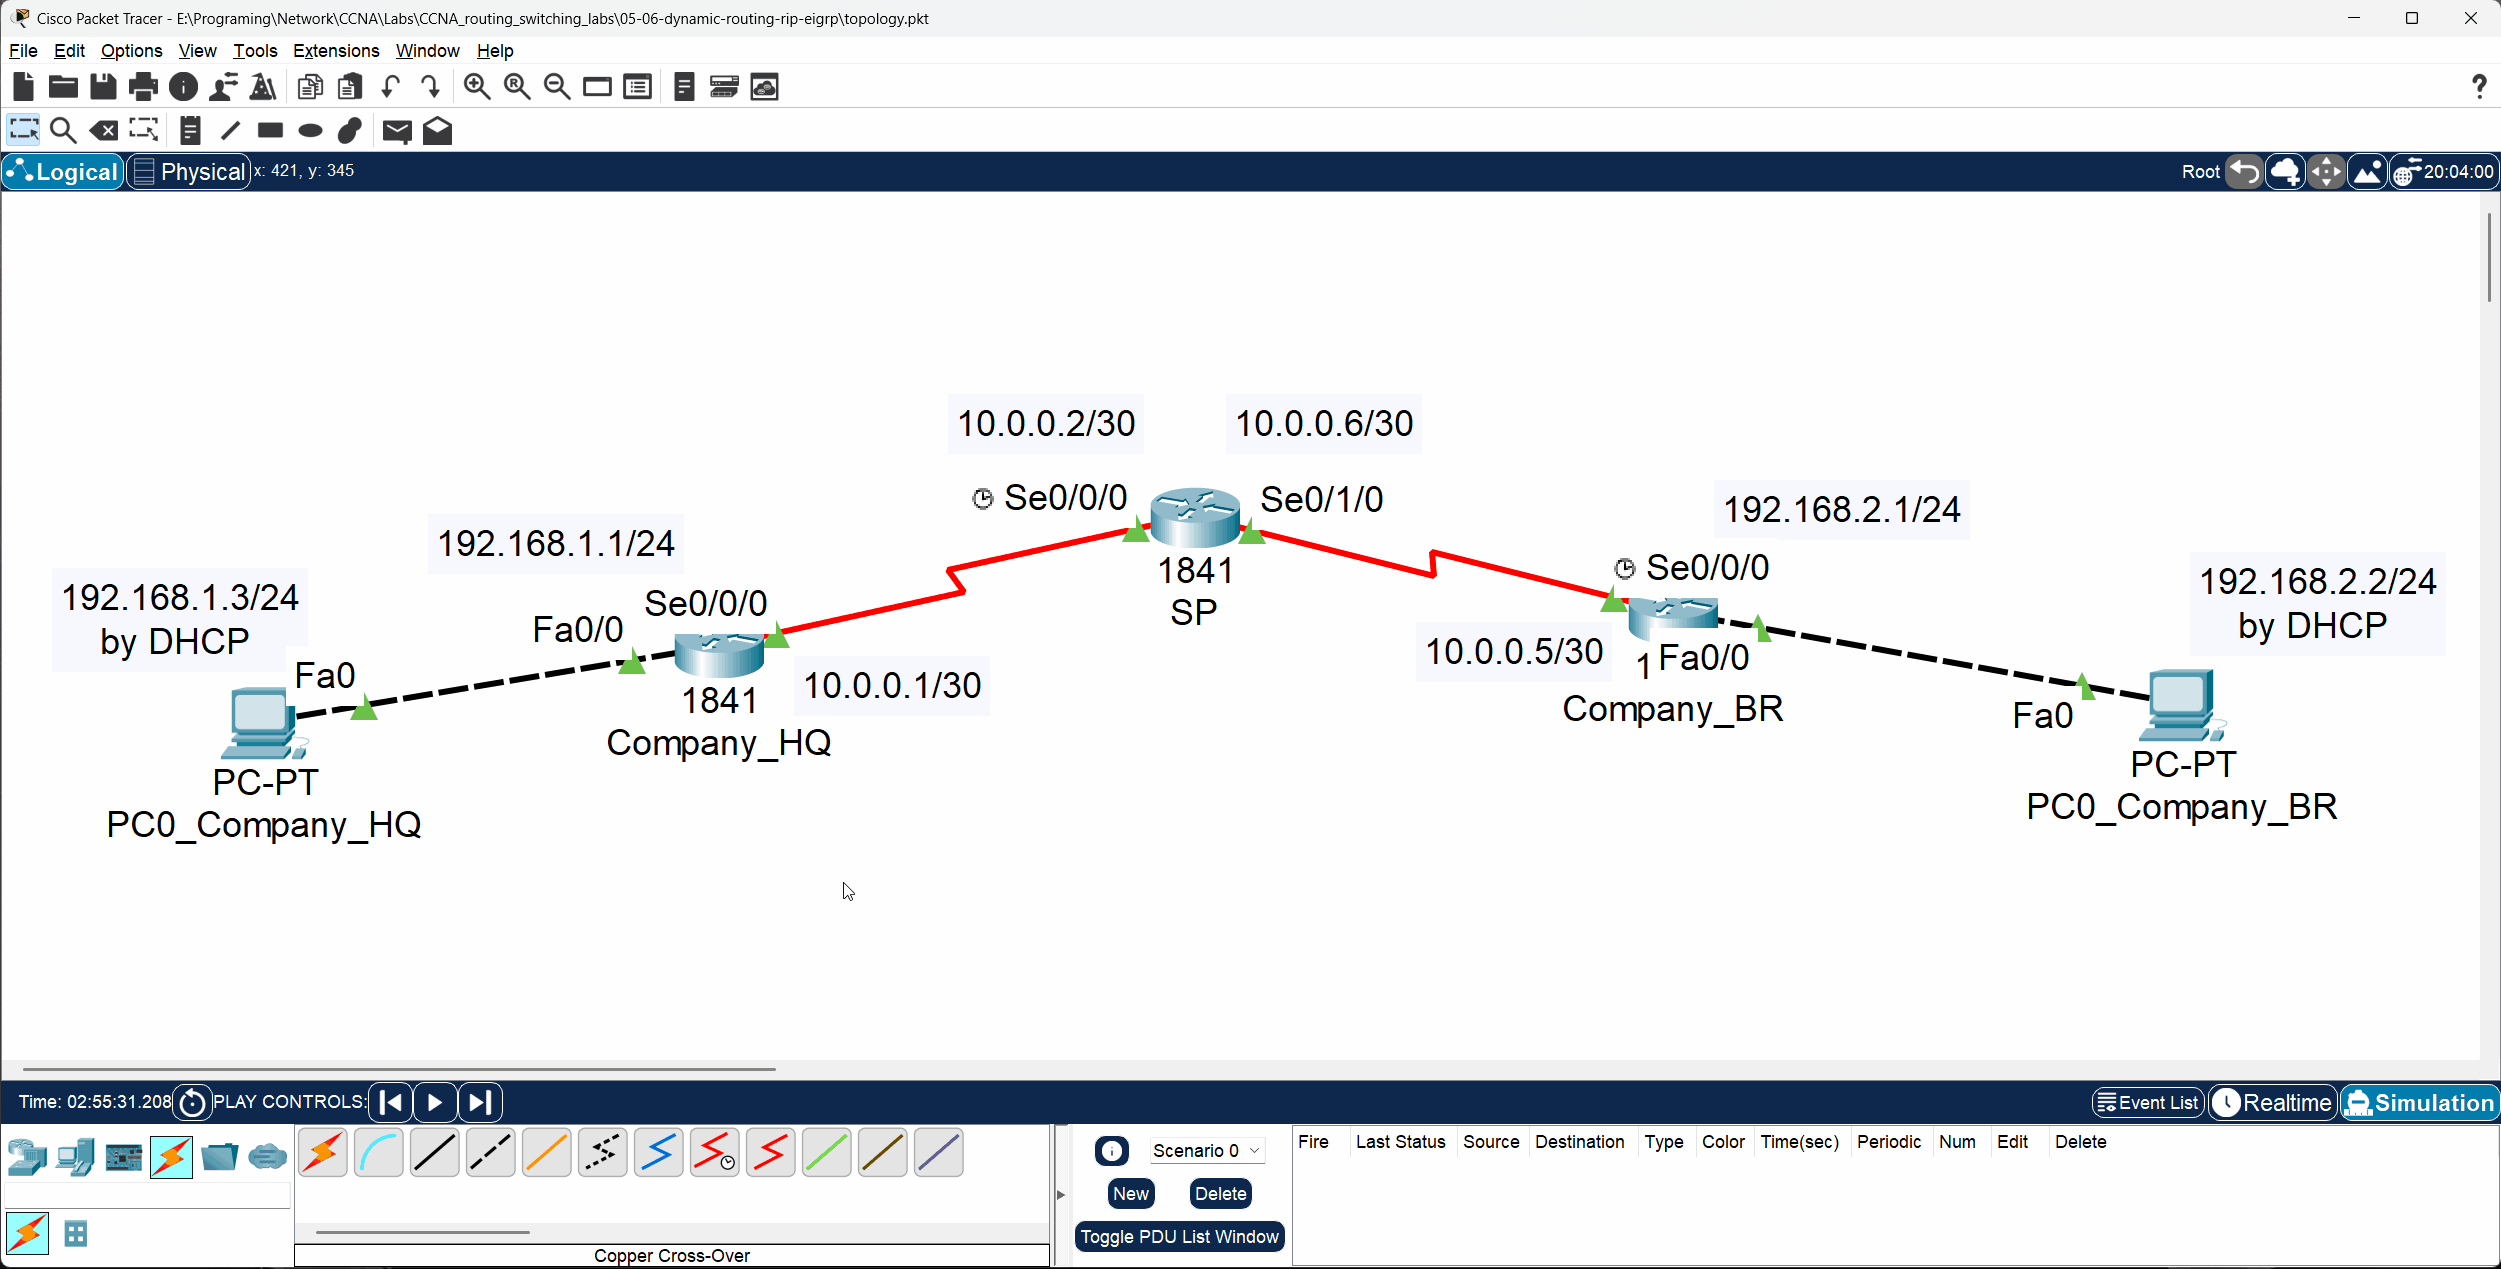 Cisco Packet Tracer - E:\Programing\Network\CCNA\Labs\CCNA_routing_switching_labs\05-06-dynamic-routing-rip-eigrp\topology.pkt
File Edit Options View Tools Extensions Window Help
Logical Physical x: 421, y: 345 Root 20:04:00
10.0.0.2/30 10.0.0.6/30
Se0/0/0 Se0/1/0
192.168.2.1/24
192.168.1.1/24
1841
SP
Se0/0/0
192.168.2.2/24
by DHCP
192.168.1.3/24
by DHCP
Se0/0/0
Fa0/0
10.0.0.5/30
1 Fa0/0
Company_BR
Fa0
10.0.0.1/30
1841
Company_HQ
Fa0
PC-PT
PC0_Company_HQ
PC-PT
PC0_Company_BR
Time: 02:55:31.208 PLAY CONTROLS: Event List Realtime Simulation
Scenario 0
New Delete
Toggle PDU List Window
Fire Last Status Source Destination Type Color Time(sec) Periodic Num Edit Delete
Copper Cross-Over